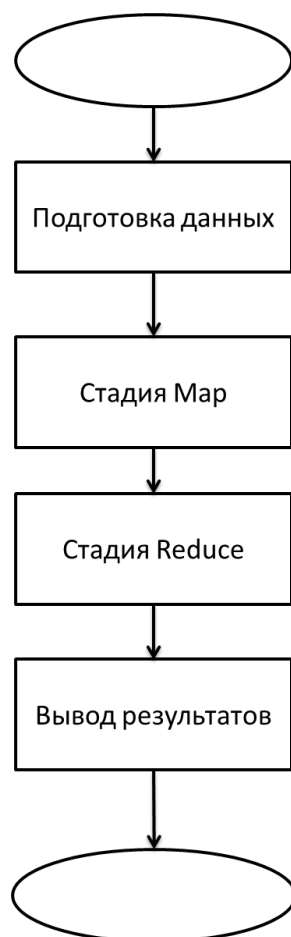 Подготовка данных
Стадия Map
Стадия Reduce
Вывод результатов